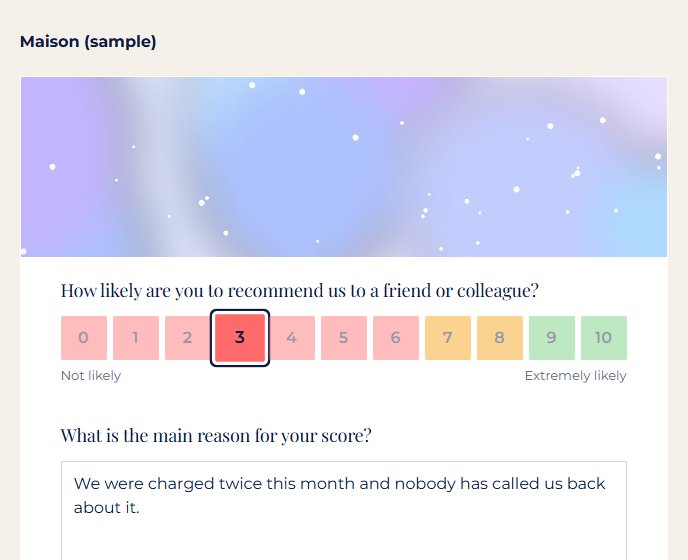 Maison (sample)
How likely are you to recommend us to a friend or colleague?
0 1 2 3 4 5 6 7 8 9 10
Not likely Extremely likely
What is the main reason for your score?
We were charged twice this month and nobody has called us back
about it.